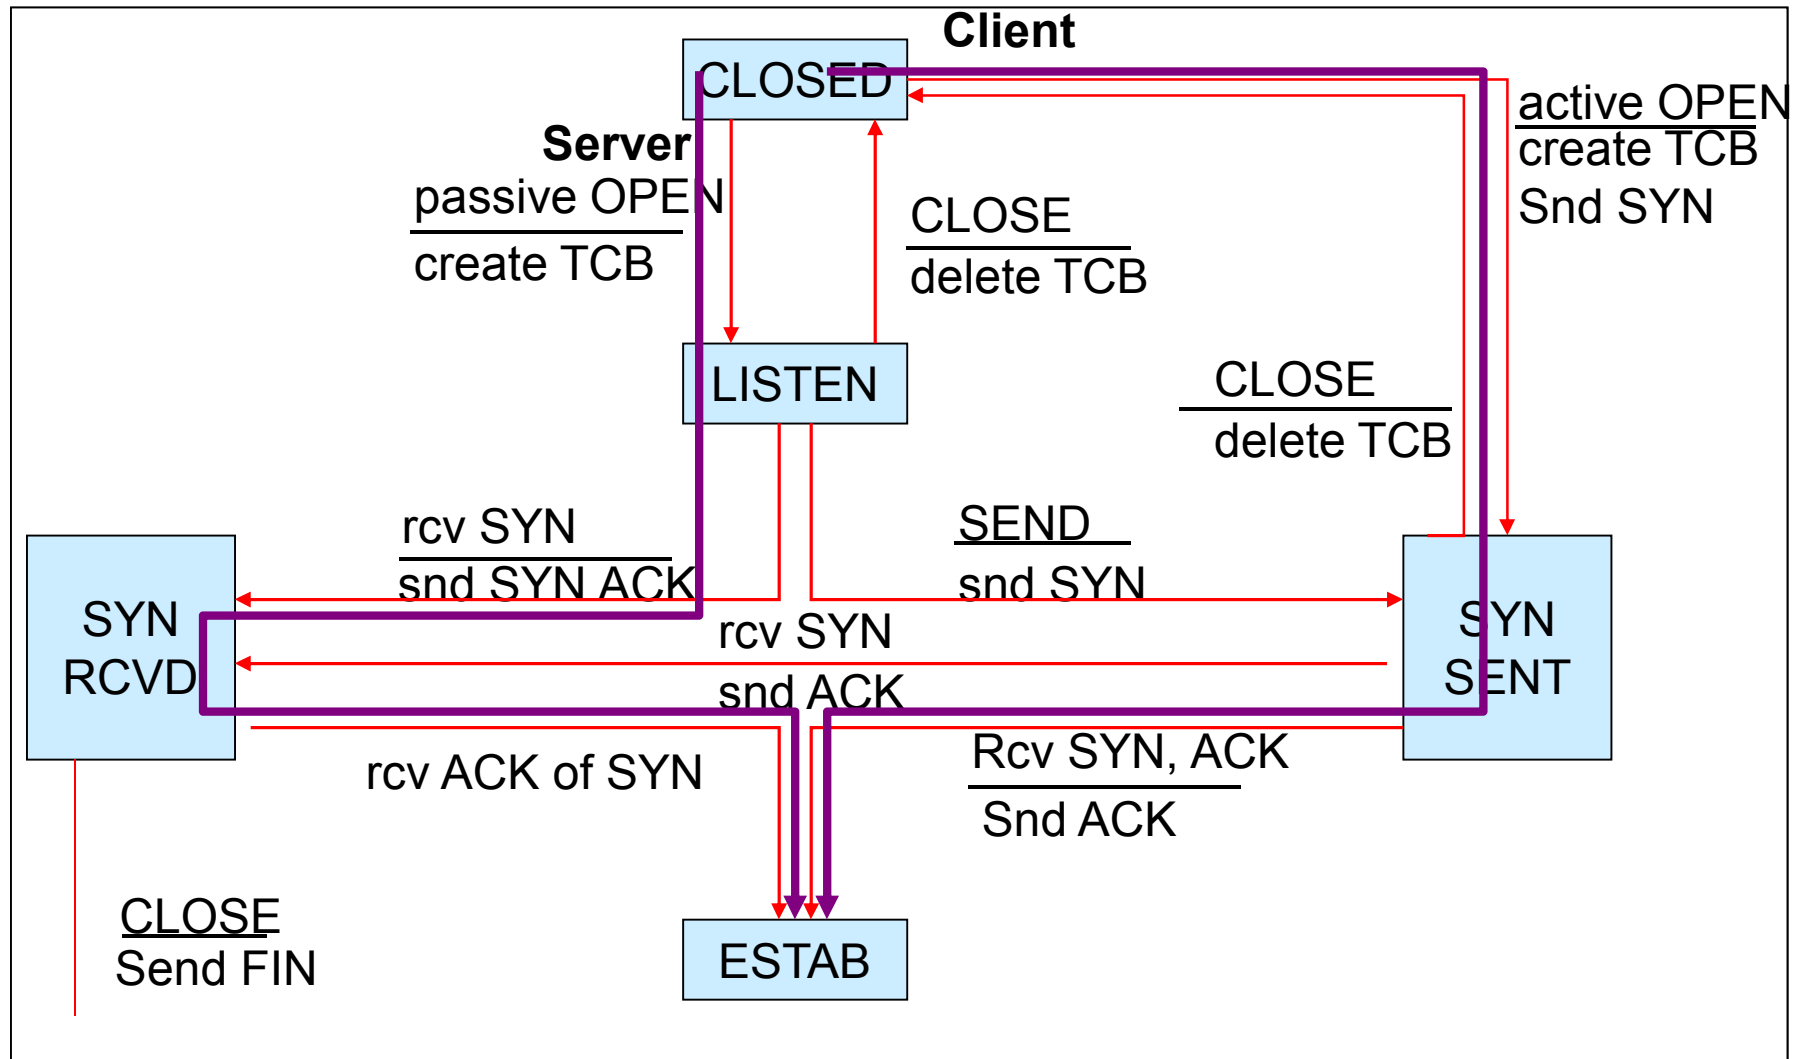 Client
CLOSED
active OPEN
create TCB
Snd SYN
Server
passive OPEN
create TCB
CLOSE
delete TCB
LISTEN
CLOSE
delete TCB
rcv SYN
snd SYN ACK
SEND
snd SYN
SYN
RCVD
rcv SYN
snd ACK
SYN
SENT
rcv ACK of SYN
Rcv SYN, ACK
Snd ACK
CLOSE
Send FIN
ESTAB